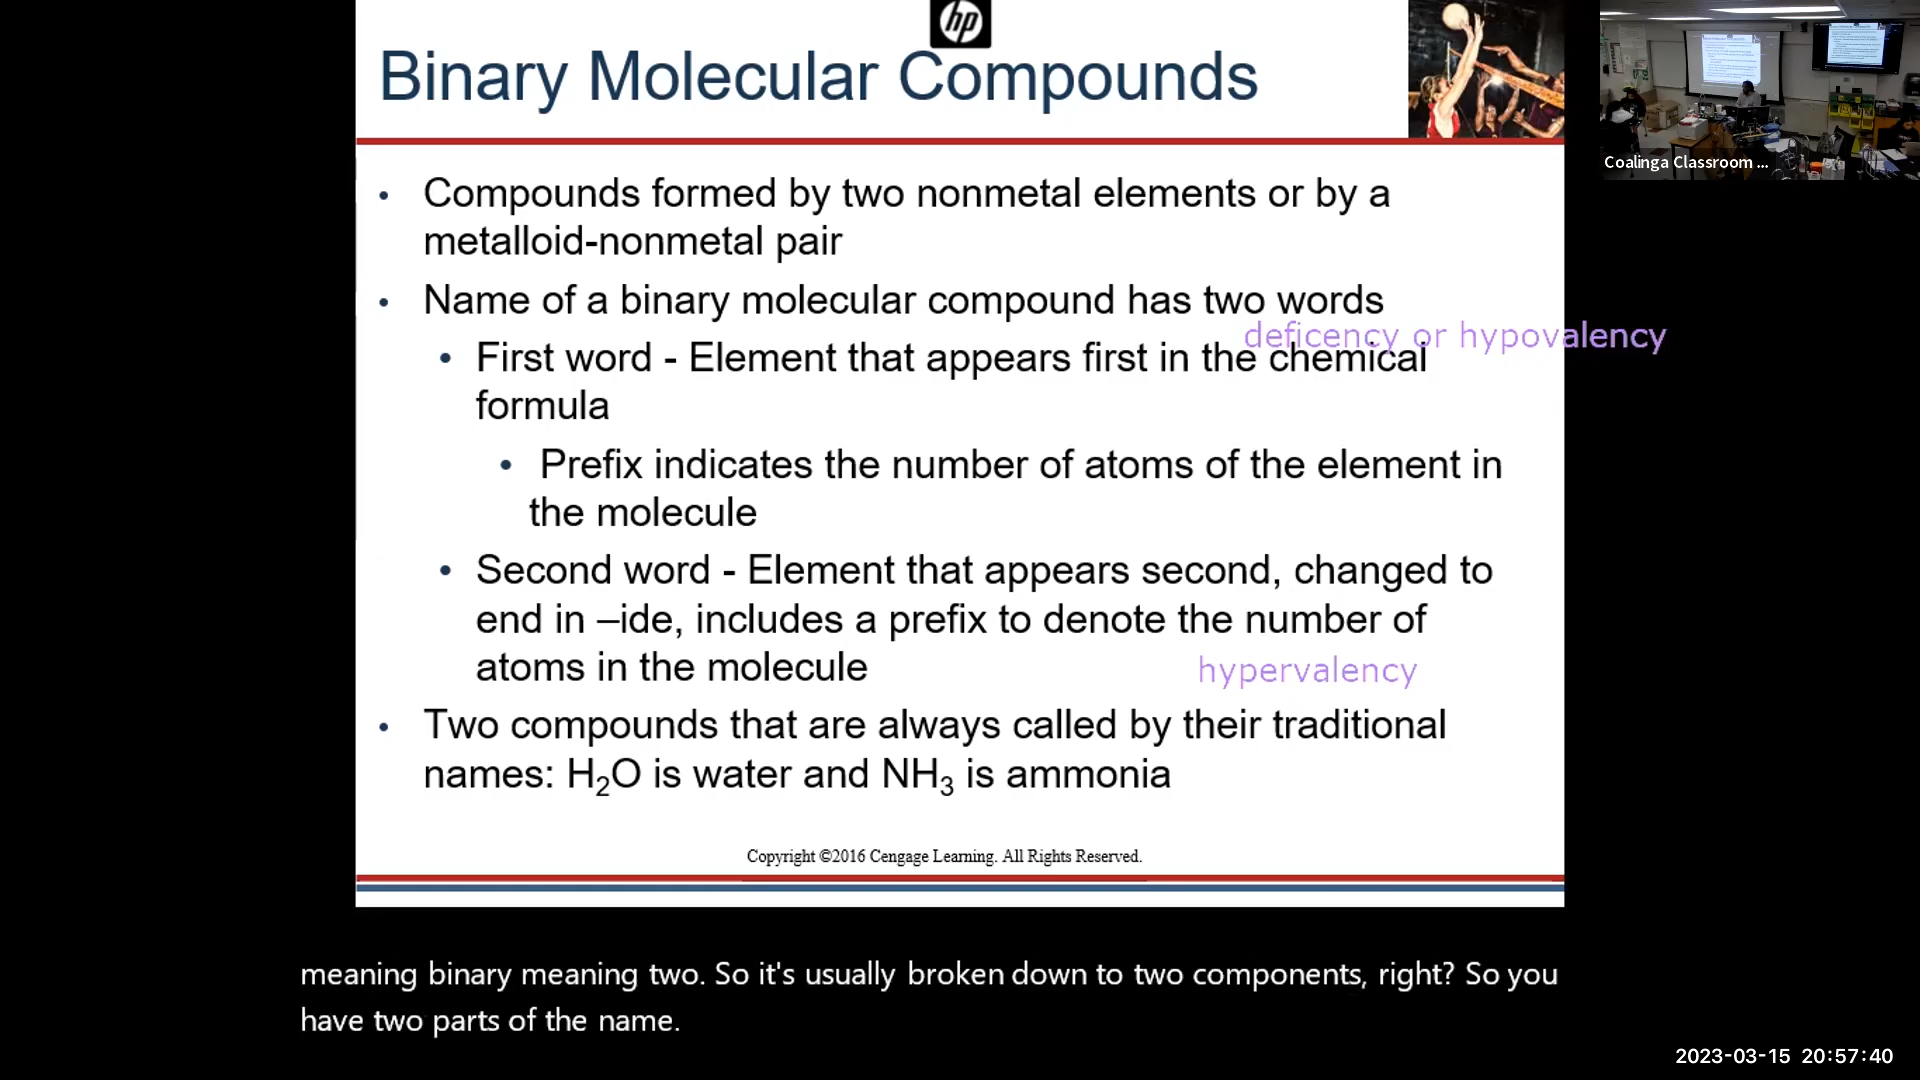 hp
Binary Molecular Compounds
Coalinga Classroom ...
• Compounds formed by two nonmetal elements or by a
metalloid-nonmetal pair
• Name of a binary molecular compound has two words
deficency or hypovalency
• First word - Element that appears first in the chemical
formula
• Prefix indicates the number of atoms of the element in
the molecule
• Second word - Element that appears second, changed to
end in –ide, includes a prefix to denote the number of
atoms in the molecule
hypervalency
• Two compounds that are always called by their traditional
names: H₂O is water and NH₃ is ammonia
Copyright ©2016 Cengage Learning. All Rights Reserved.
meaning binary meaning two. So it's usually broken down to two components, right? So you
have two parts of the name.
2023-03-15 20:57:40